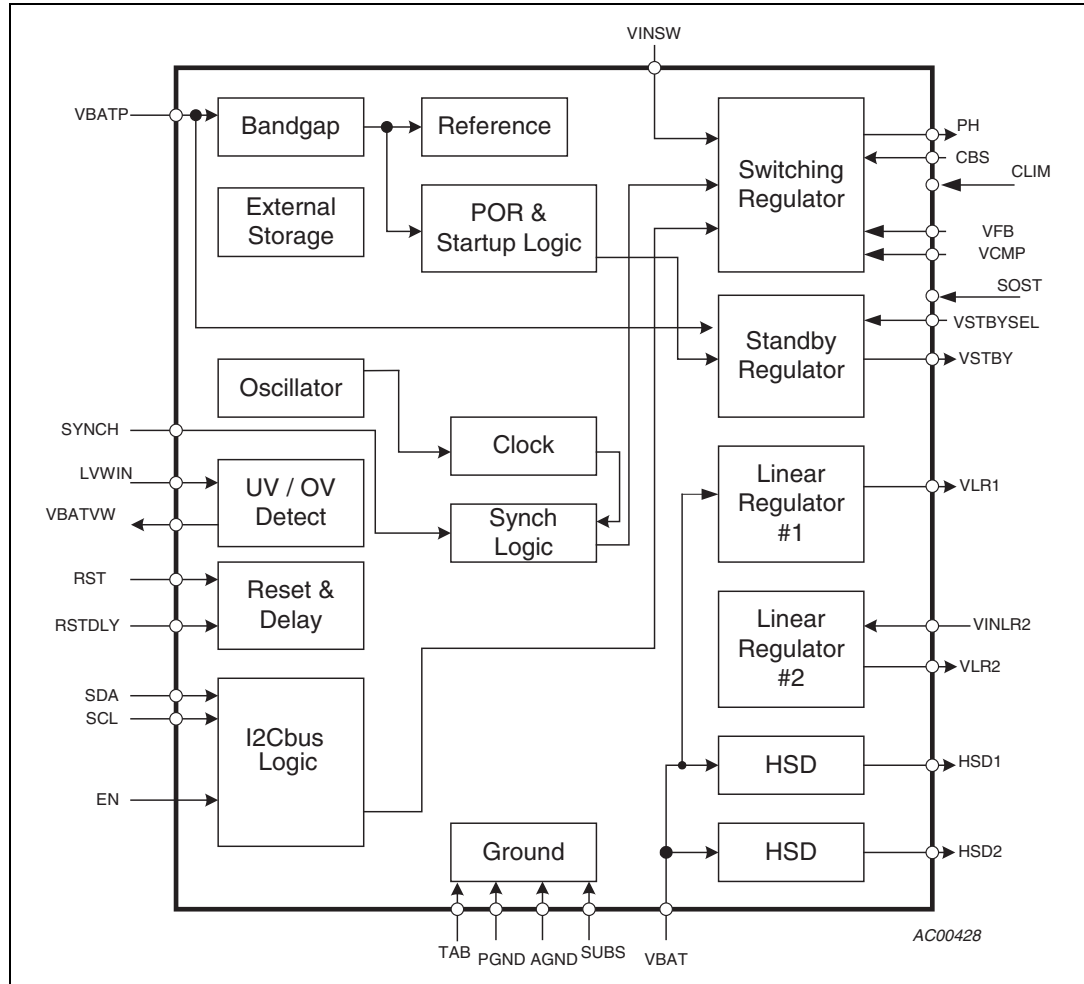 VINSW
VBATP
Bandgap
Reference
Switching
Regulator
PH
CBS
CLIM
External
Storage
POR &
Startup Logic
VFB
VCMP
SOST
VSTBYSEL
Standby
Regulator
VSTBY
Oscillator
SYNCH
Clock
LVWIN
UV / OV
Detect
VBATVW
Synch
Logic
Linear
Regulator
#1
VLR1
RST
Reset &
Delay
RSTDLY
Linear
Regulator
#2
VINLR2
VLR2
SDA
SCL
I2Cbus
Logic
EN
HSD
HSD1
Ground
HSD
HSD2
TAB
PGND
AGND
SUBS
VBAT
AC00428